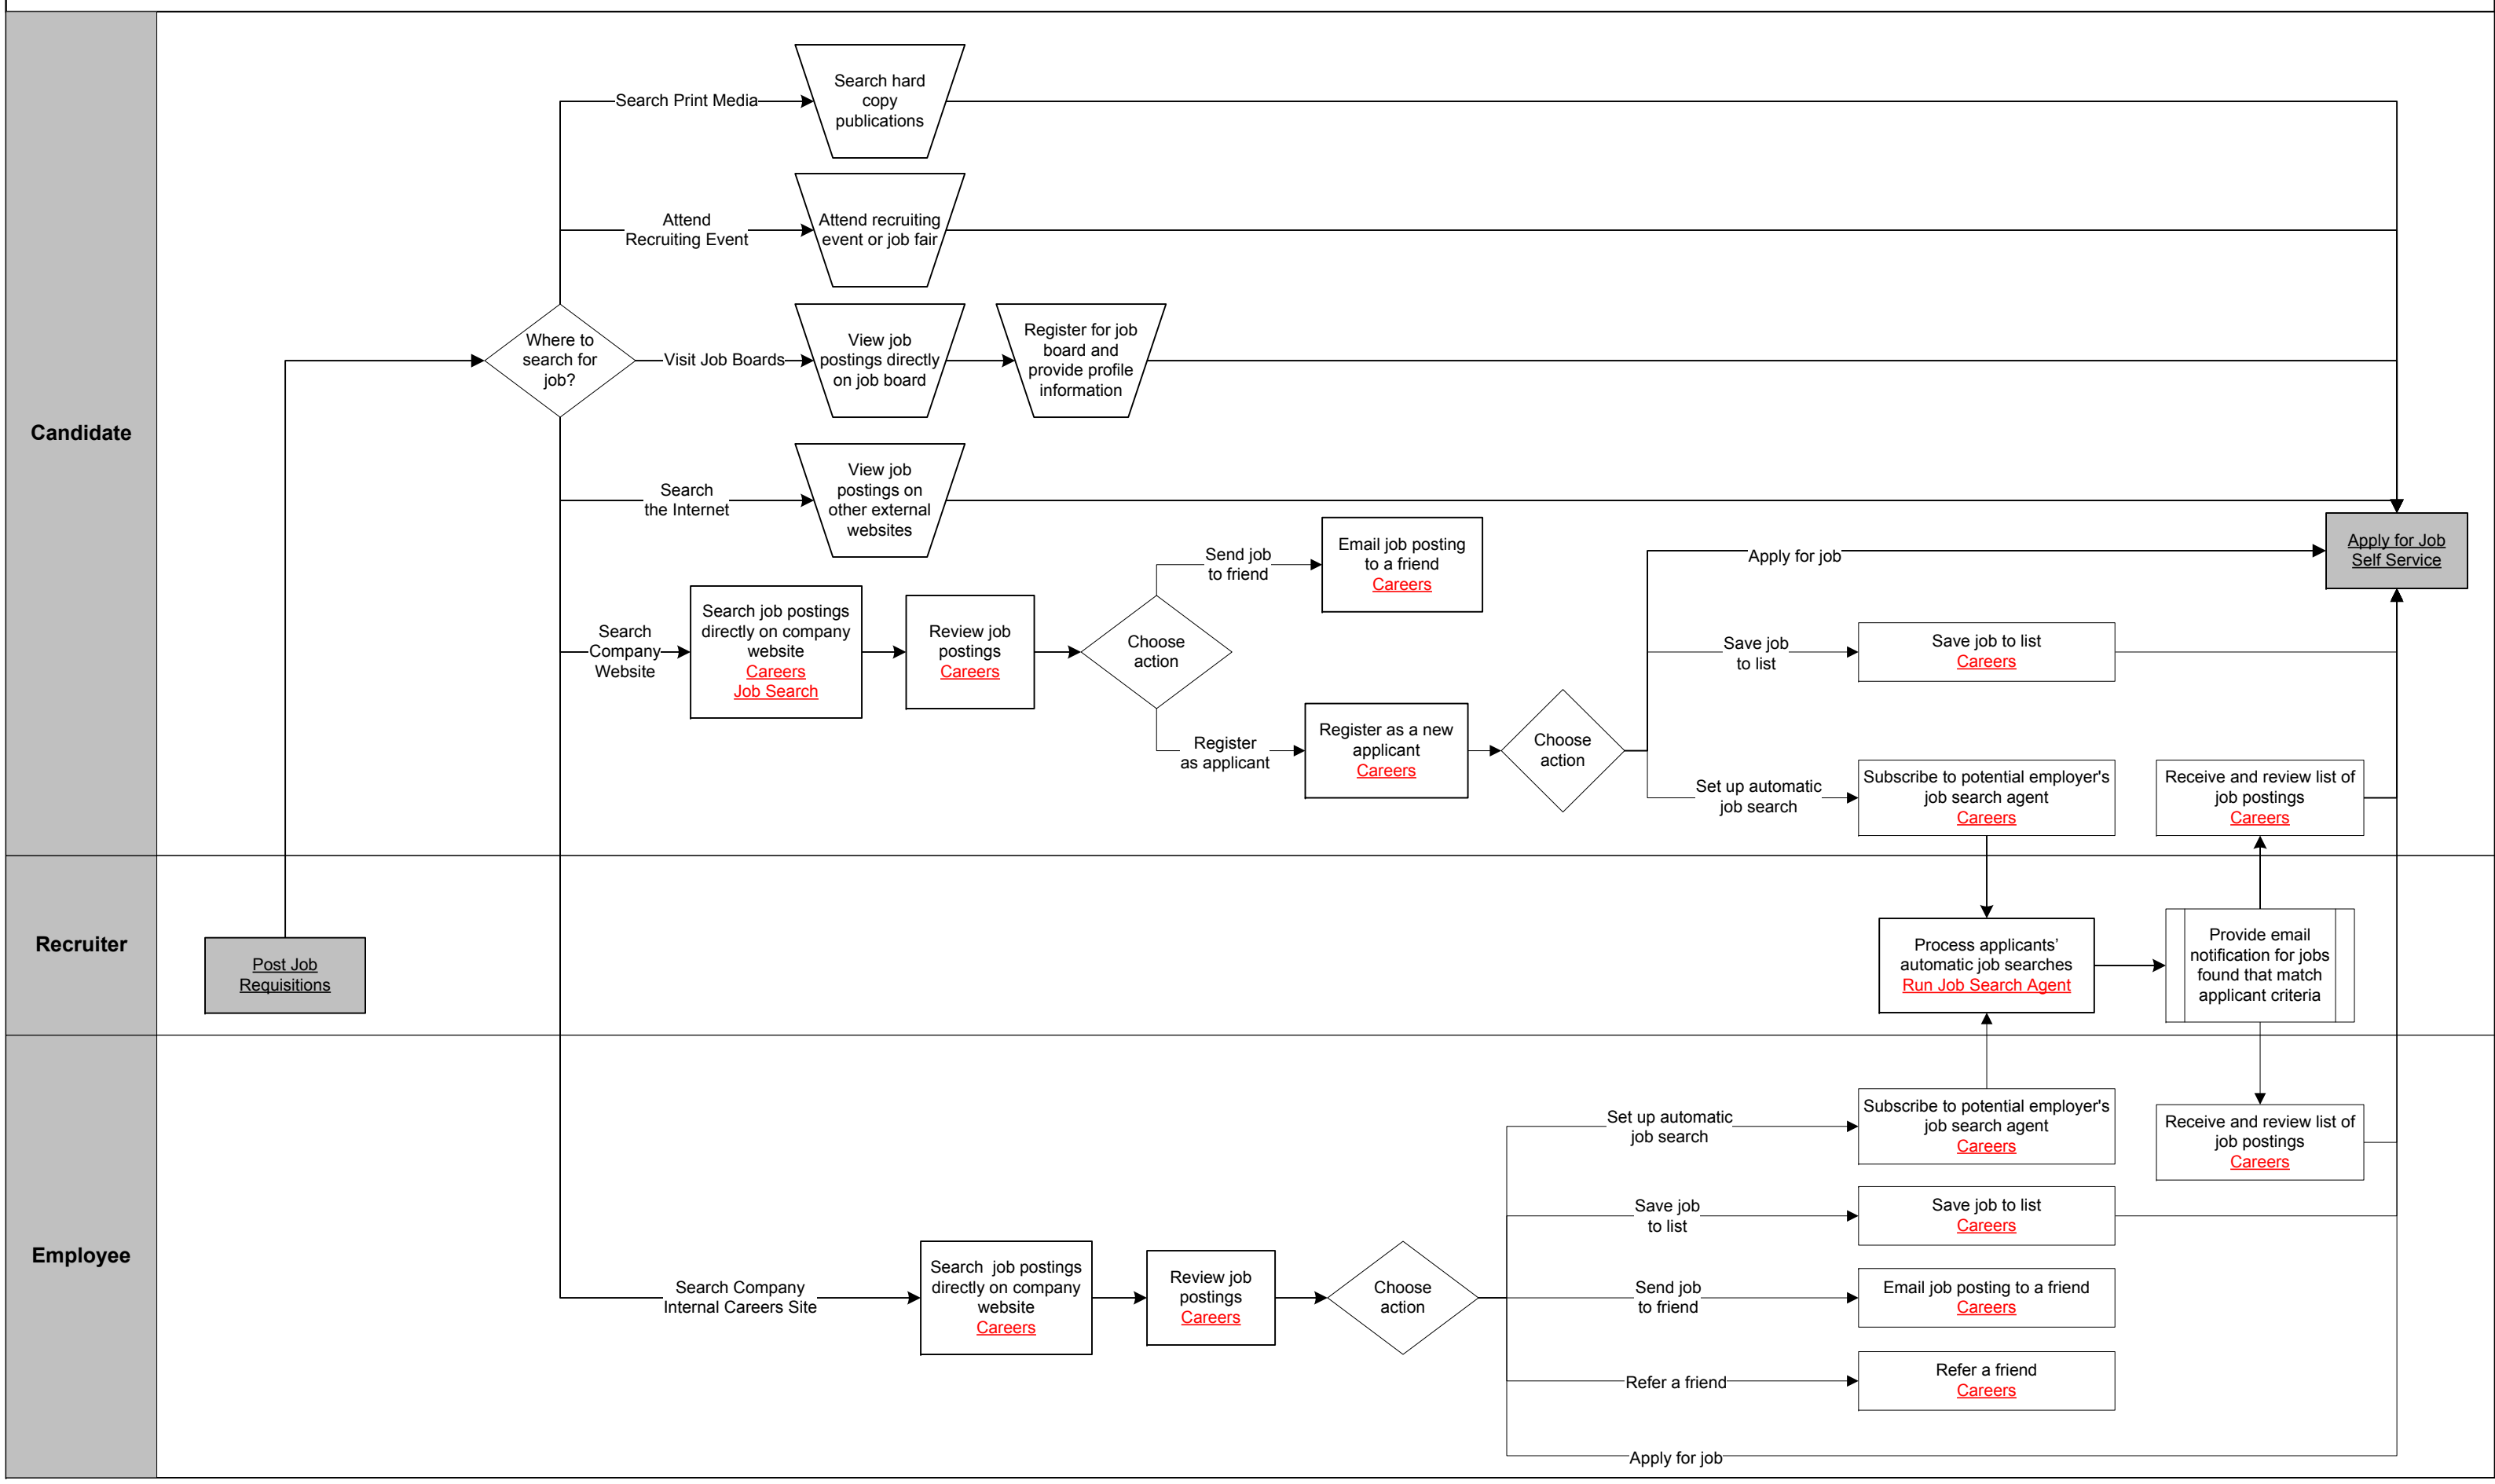 Candidate
Search Print Media
Search hard
copy
publications
Attend
Recruiting Event
Attend recruiting
event or job fair
Where to
search for
job?
Visit Job Boards
View job
postings directly
on job board
Register for job
board and
provide profile
information
Search
the Internet
View job
postings on
other external
websites
Search
Company
Website
Search job postings
directly on company
website
Careers
Job Search
Review job
postings
Careers
Choose
action
Send job
to friend
Email job posting
to a friend
Careers
Register
as applicant
Register as a new
applicant
Careers
Choose
action
Apply for job
Apply for Job
Self Service
Save job
to list
Save job to list
Careers
Set up automatic
job search
Subscribe to potential employer's
job search agent
Careers
Receive and review list of
job postings
Careers
Recruiter
Post Job
Requisitions
Process applicants’
automatic job searches
Run Job Search Agent
Provide email
notification for jobs
found that match
applicant criteria
Employee
Search Company
Internal Careers Site
Search  job postings
directly on company
website
Careers
Review job
postings
Careers
Choose
action
Set up automatic
job search
Subscribe to potential employer's
job search agent
Careers
Receive and review list of
job postings
Careers
Save job
to list
Save job to list
Careers
Send job
to friend
Email job posting to a friend
Careers
Refer a friend
Refer a friend
Careers
Apply for job